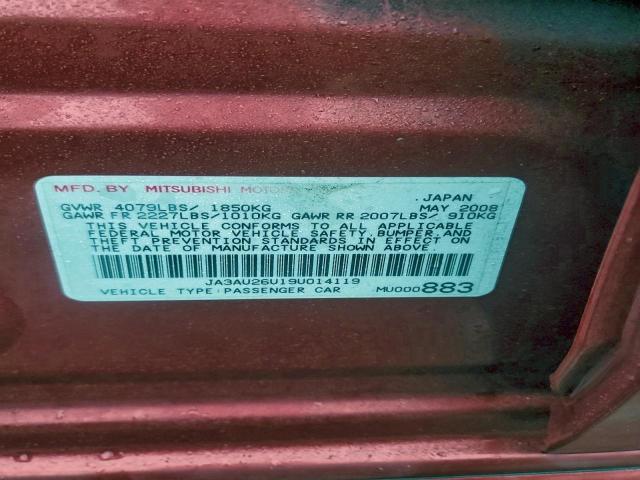 MFD. BY MITSUBISHI MOTOR
JAPAN
GVWR 4079LBS/ 1850KG MAY 2008
GAWR FR 2227LBS/1010KG GAWR RR 2007LBS/ 910KG
THIS VEHICLE CONFORMS TO ALL APPLICABLE
FEDERAL MOTOR VEHICLE SAFETY, BUMPER, AND
THEFT PREVENTION STANDARDS IN EFFECT ON
THE DATE OF MANUFACTURE SHOWN ABOVE.
JA3AU26U19U014119
VEHICLE TYPE: PASSENGER CAR MU000883